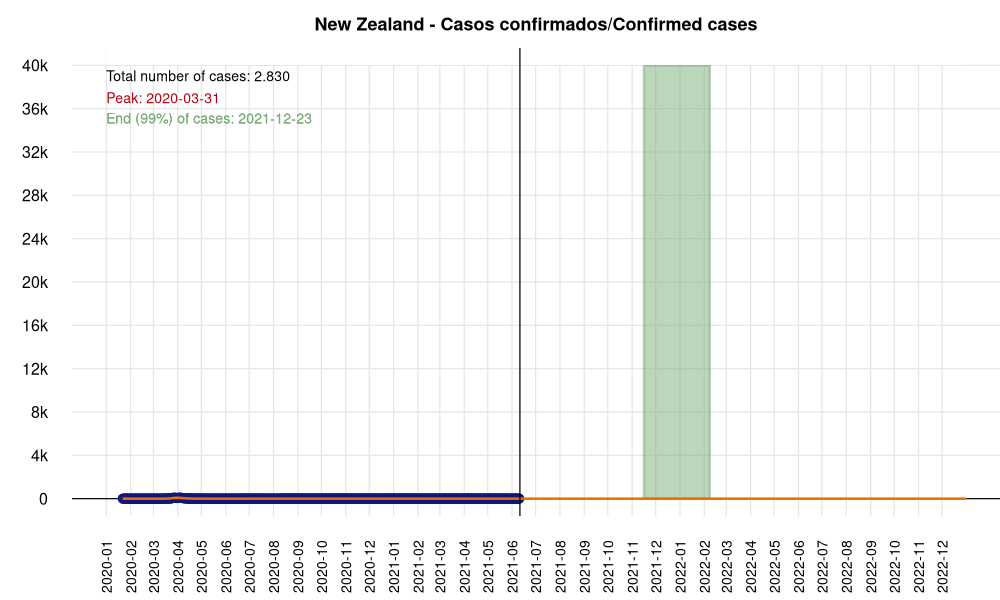 New Zealand - Casos confirmados/Confirmed cases
Total number of cases: 2.830
Peak: 2020-03-31
End (99%) of cases: 2021-12-23
40k
36k
32k
28k
24k
20k
16k
12k
8k
4k
0
2020-01
2020-02
2020-03
2020-04
2020-05
2020-06
2020-07
2020-08
2020-09
2020-10
2020-11
2020-12
2021-01
2021-02
2021-03
2021-04
2021-05
2021-06
2021-07
2021-08
2021-09
2021-10
2021-11
2021-12
2022-01
2022-02
2022-03
2022-04
2022-05
2022-06
2022-07
2022-08
2022-09
2022-10
2022-11
2022-12